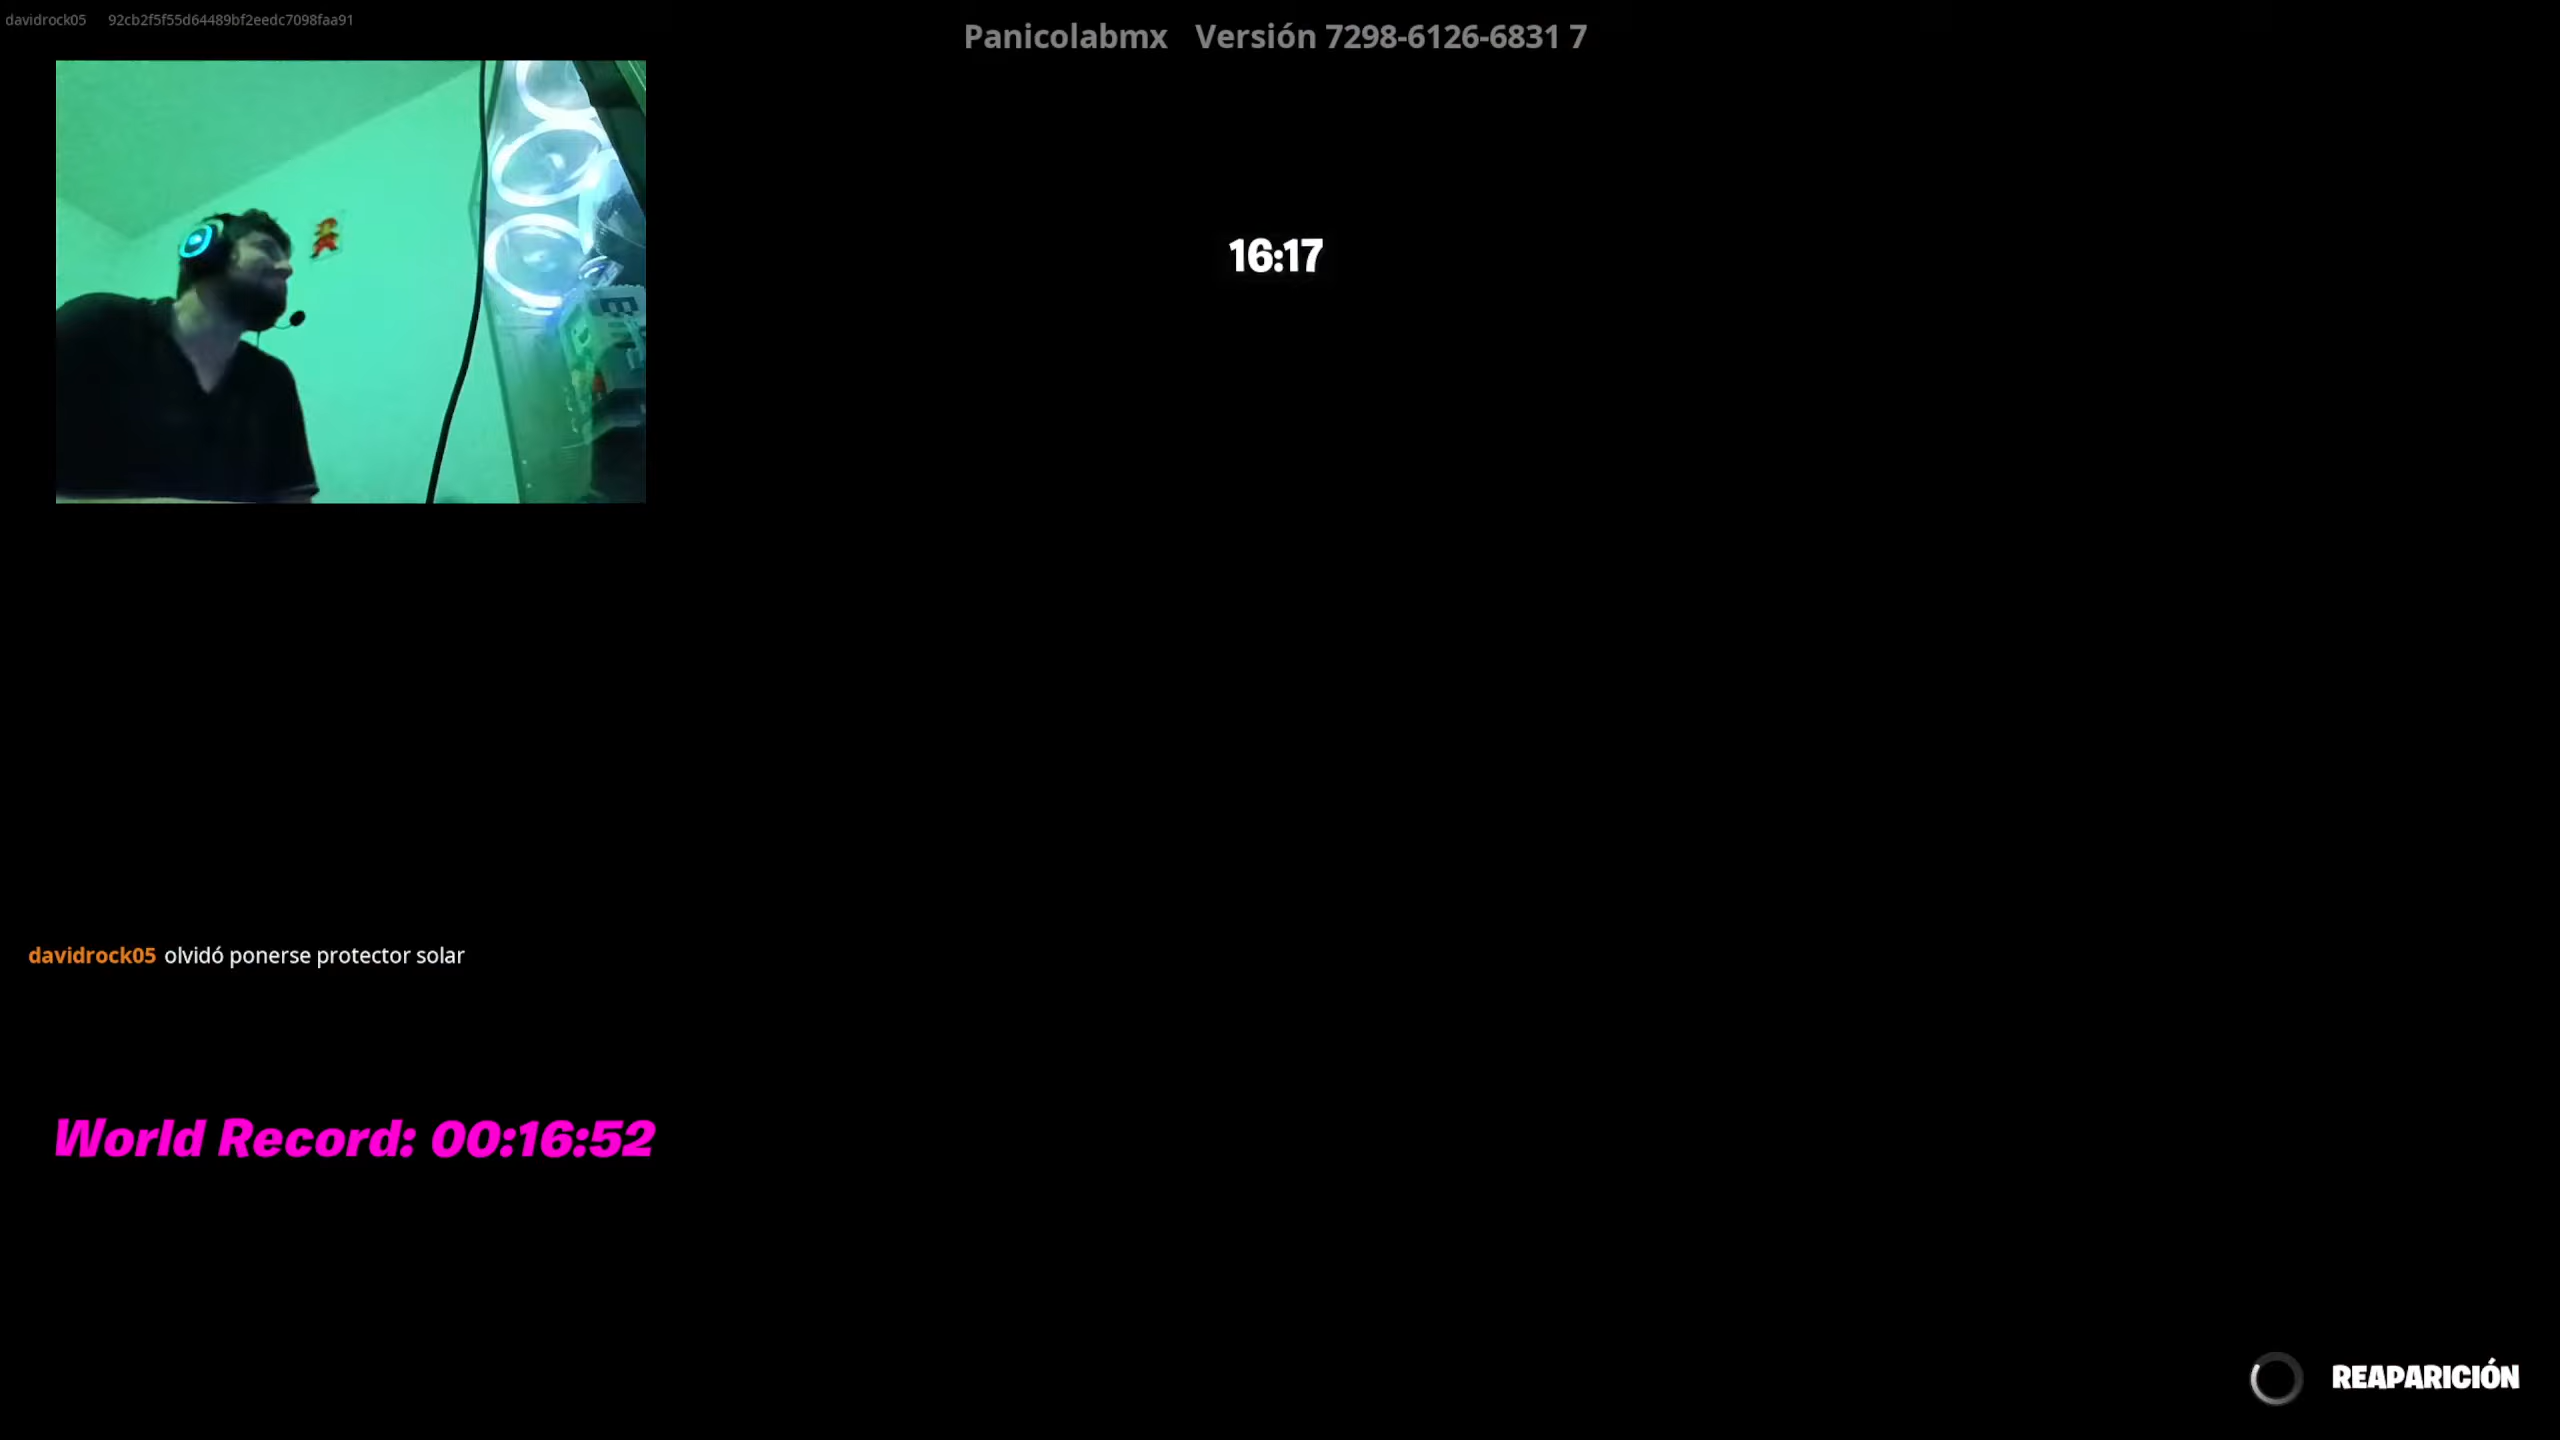 davidrock05 92cb2f5f55d64489bf2eedc7098faa91
Panicolabmx Versión 7298-6126-6831 7
16:17
davidrock05 olvidó ponerse protector solar
World Record: 00:16:52
REAPARICIÓN